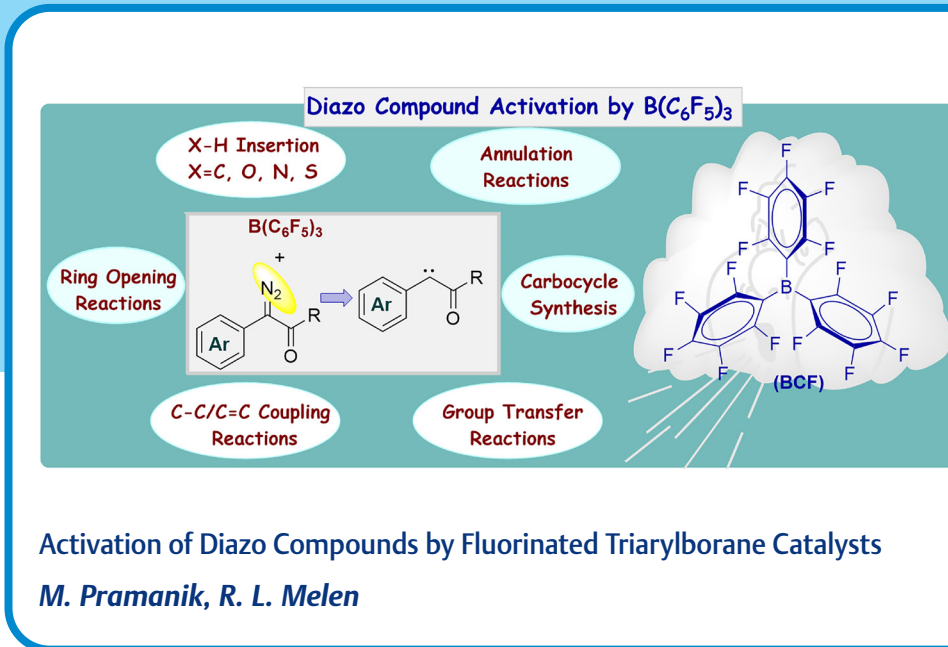 Diazo Compound Activation by B(C₆F₅)₃
X-H Insertion
X=C, O, N, S
Annulation
Reactions
B(C₆F₅)₃
+
N₂
Ar
R
O
Ar
R
O
Ring Opening
Reactions
Carbocycle
Synthesis
C-C/C=C Coupling
Reactions
Group Transfer
Reactions
F
F
F
F
F
B
F
F
F
F
F
F
F
F
F
F
(BCF)
Activation of Diazo Compounds by Fluorinated Triarylborane Catalysts
M. Pramanik, R. L. Melen